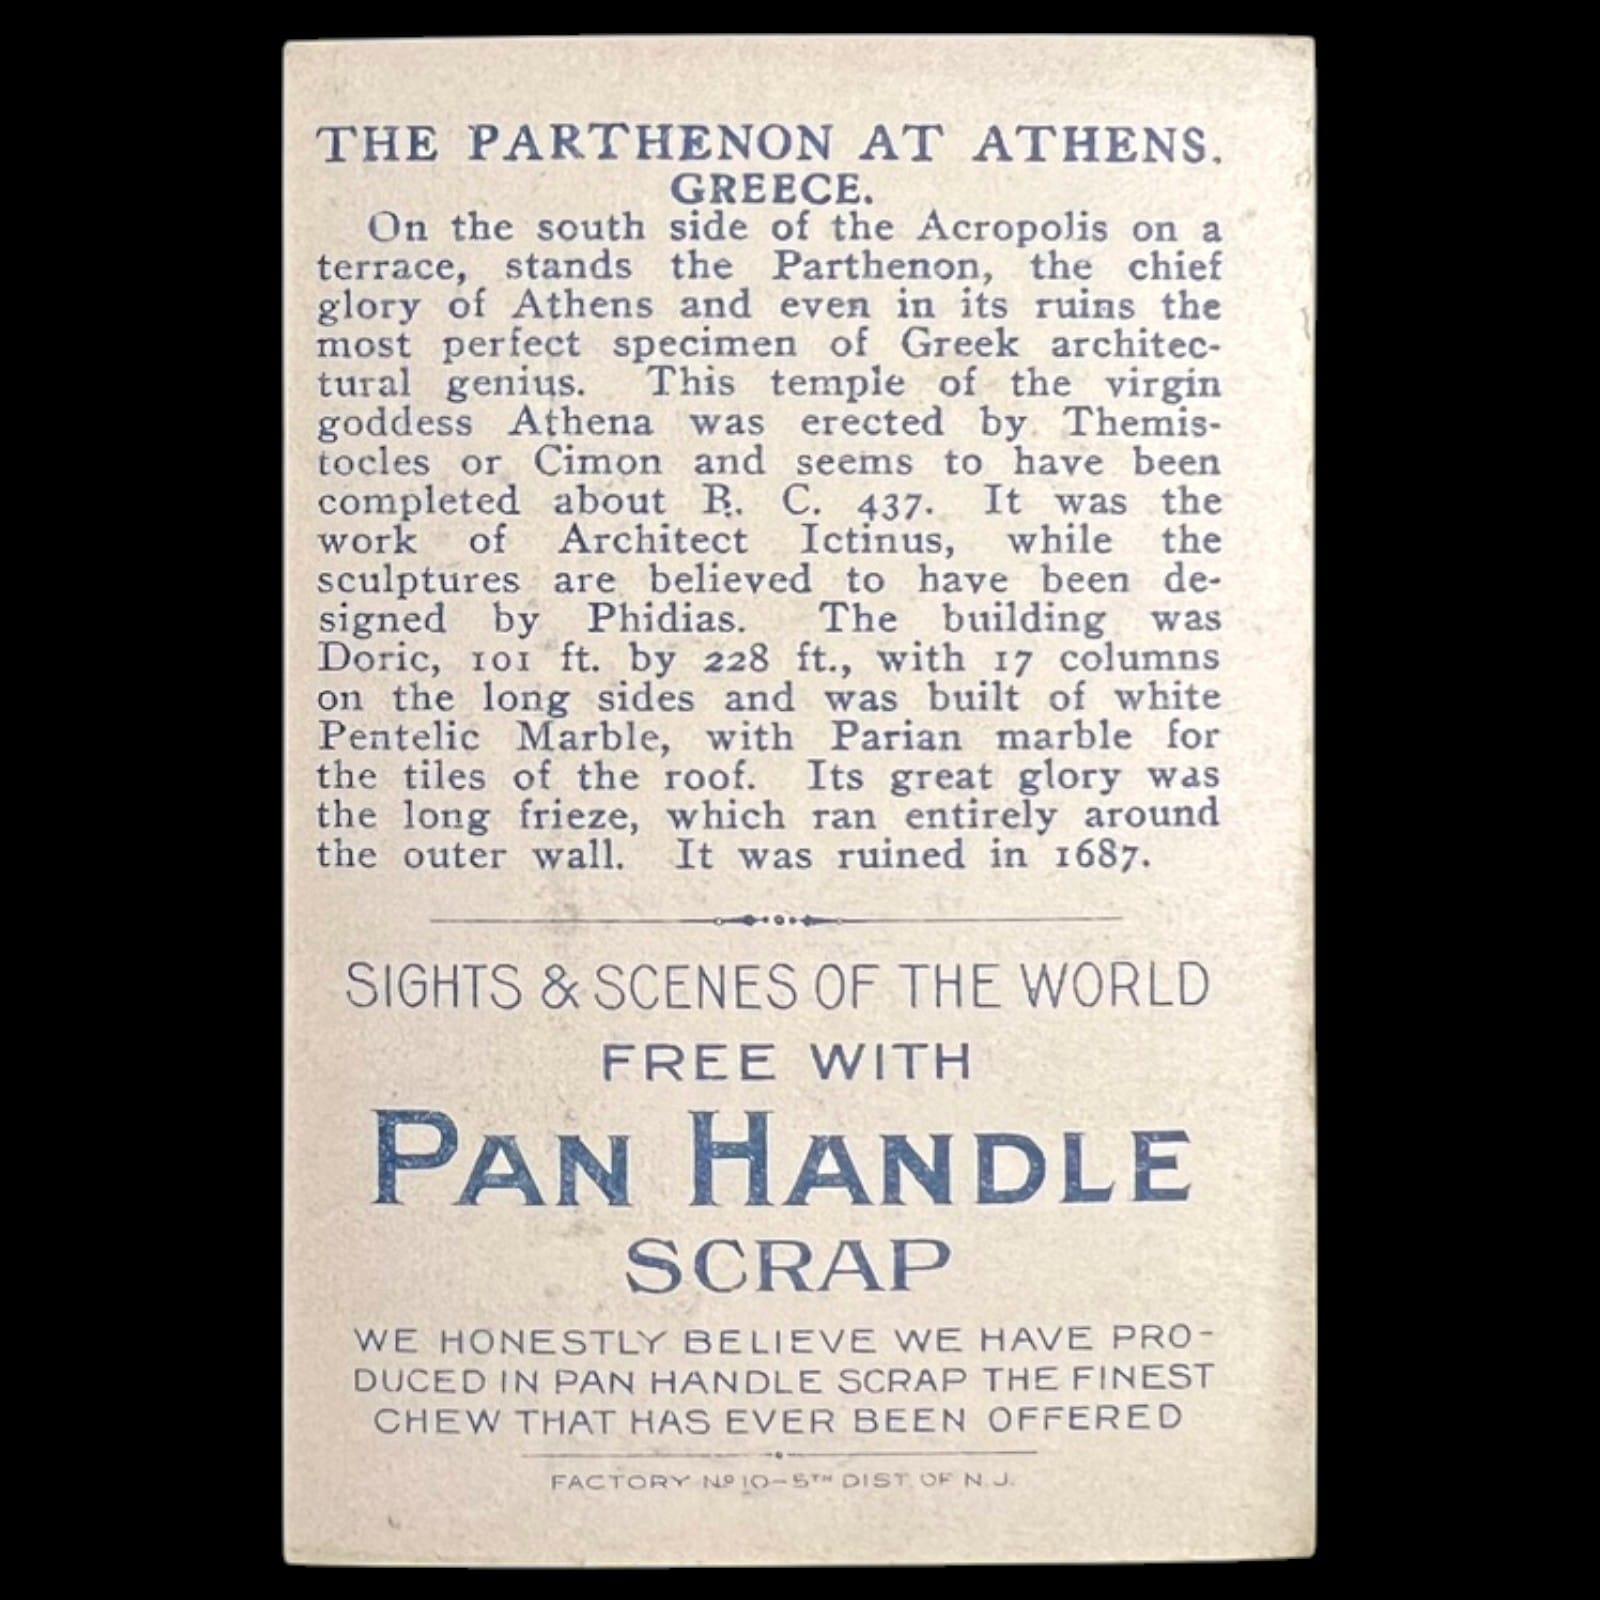 THE PARTHENON AT ATHENS.
GREECE.
On the south side of the Acropolis on a
terrace, stands the Parthenon, the chief
glory of Athens and even in its ruins the
most perfect specimen of Greek architec-
tural genius. This temple of the virgin
goddess Athena was erected by Themis-
tocles or Cimon and seems to have been
completed about B. C. 437. It was the
work of Architect Ictinus, while the
sculptures are believed to have been de-
signed by Phidias. The building was
Doric, 101 ft. by 228 ft., with 17 columns
on the long sides and was built of white
Pentelic Marble, with Parian marble for
the tiles of the roof. Its great glory was
the long frieze, which ran entirely around
the outer wall. It was ruined in 1687.
SIGHTS & SCENES OF THE WORLD
FREE WITH
PAN HANDLE
SCRAP
WE HONESTLY BELIEVE WE HAVE PRO-
DUCED IN PAN HANDLE SCRAP THE FINEST
CHEW THAT HAS EVER BEEN OFFERED
FACTORY No 10-5TH DIST. OF N.J.